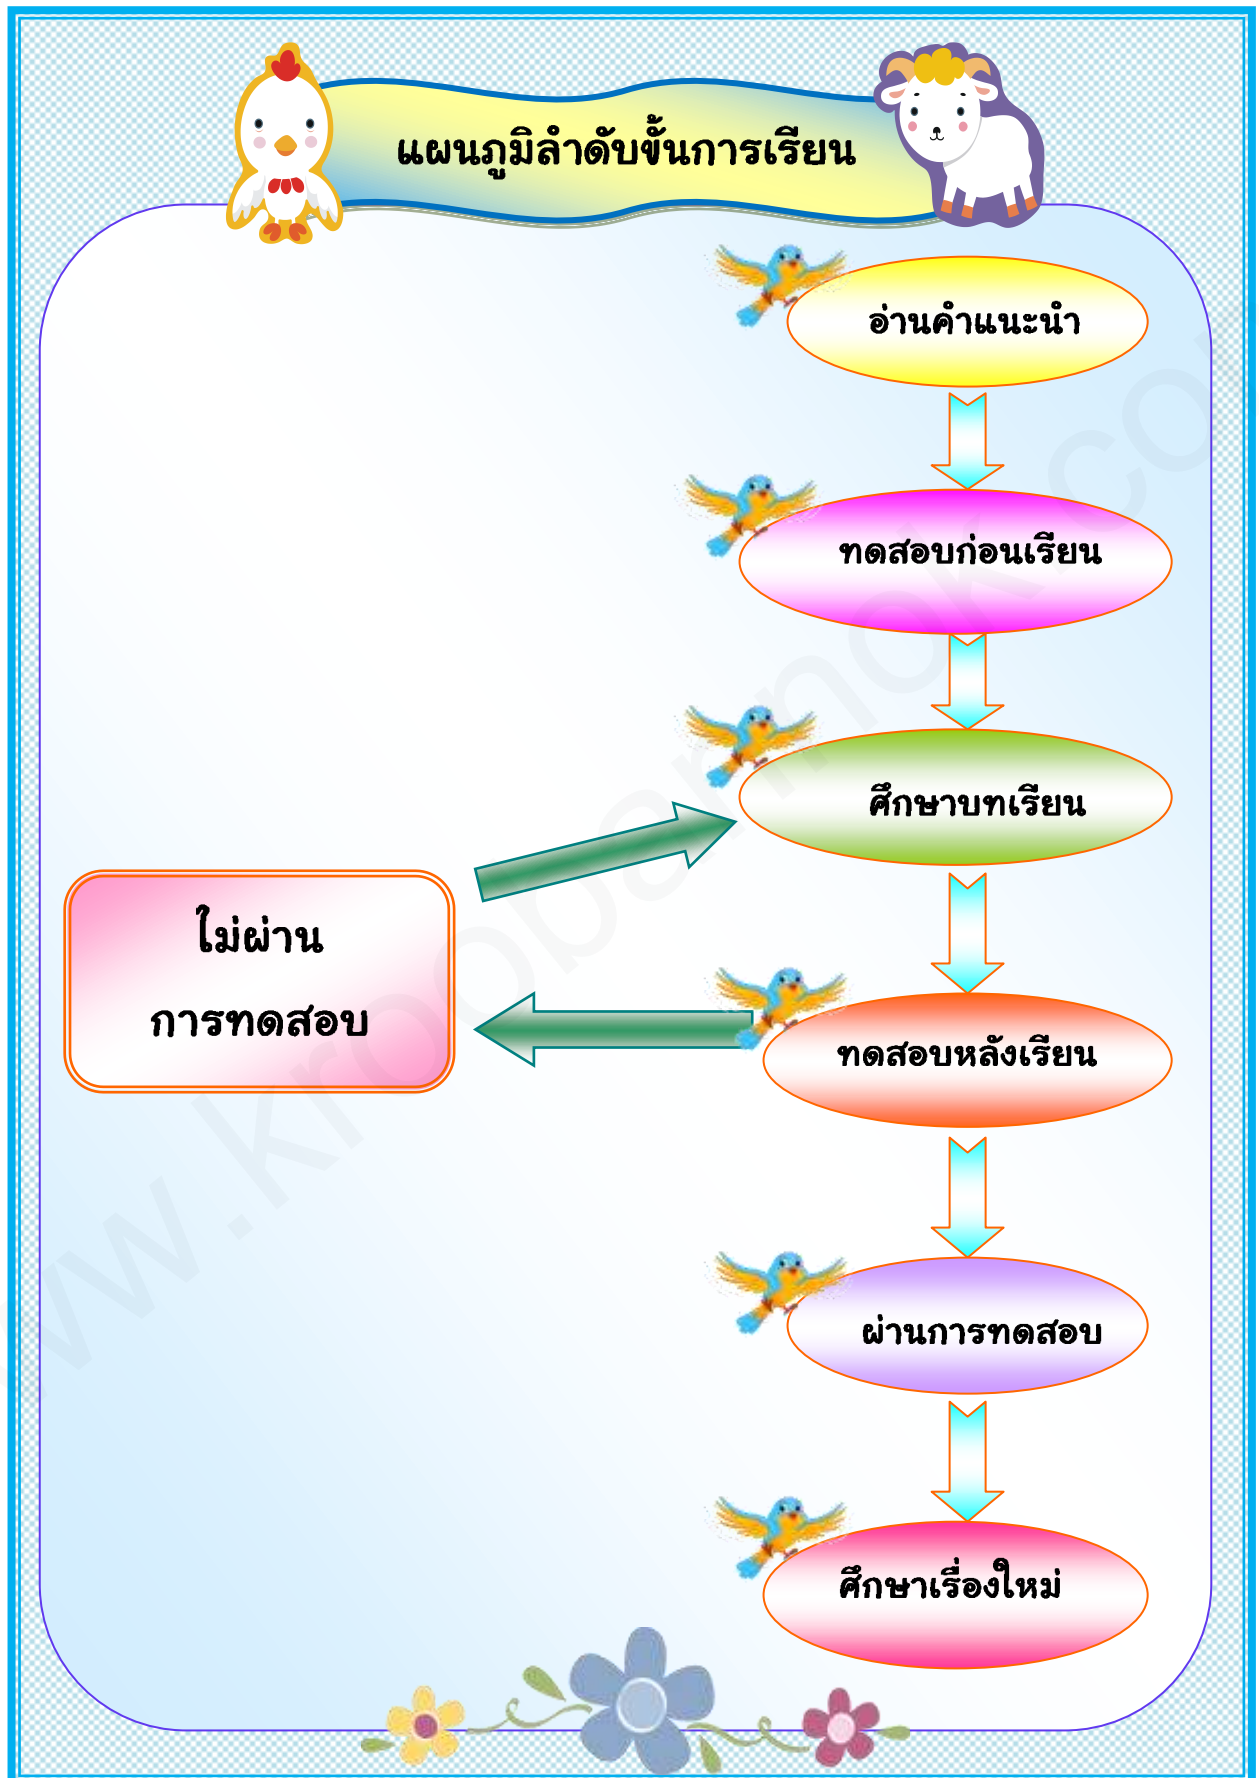 แผนภูมิลำดับขั้นการเรียน
อ่านคำแนะนำ
ทดสอบก่อนเรียน
ศึกษาบทเรียน
ไม่ผ่าน
การทดสอบ
ทดสอบหลังเรียน
ผ่านการทดสอบ
ศึกษาเรื่องใหม่